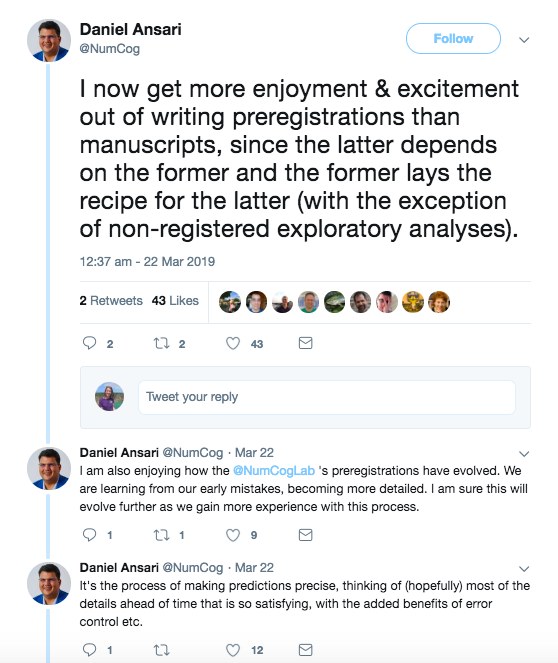 Daniel Ansari
@NumCog
Follow
I now get more enjoyment & excitement
out of writing preregistrations than
manuscripts, since the latter depends
on the former and the former lays the
recipe for the latter (with the exception
of non-registered exploratory analyses).
12:37 am - 22 Mar 2019
2 Retweets 43 Likes
2 2 43
Tweet your reply
Daniel Ansari @NumCog · Mar 22
I am also enjoying how the @NumCogLab 's preregistrations have evolved. We
are learning from our early mistakes, becoming more detailed. I am sure this will
evolve further as we gain more experience with this process.
1 1 9
Daniel Ansari @NumCog · Mar 22
It's the process of making predictions precise, thinking of (hopefully) most of the
details ahead of time that is so satisfying, with the added benefits of error
control etc.
1 12